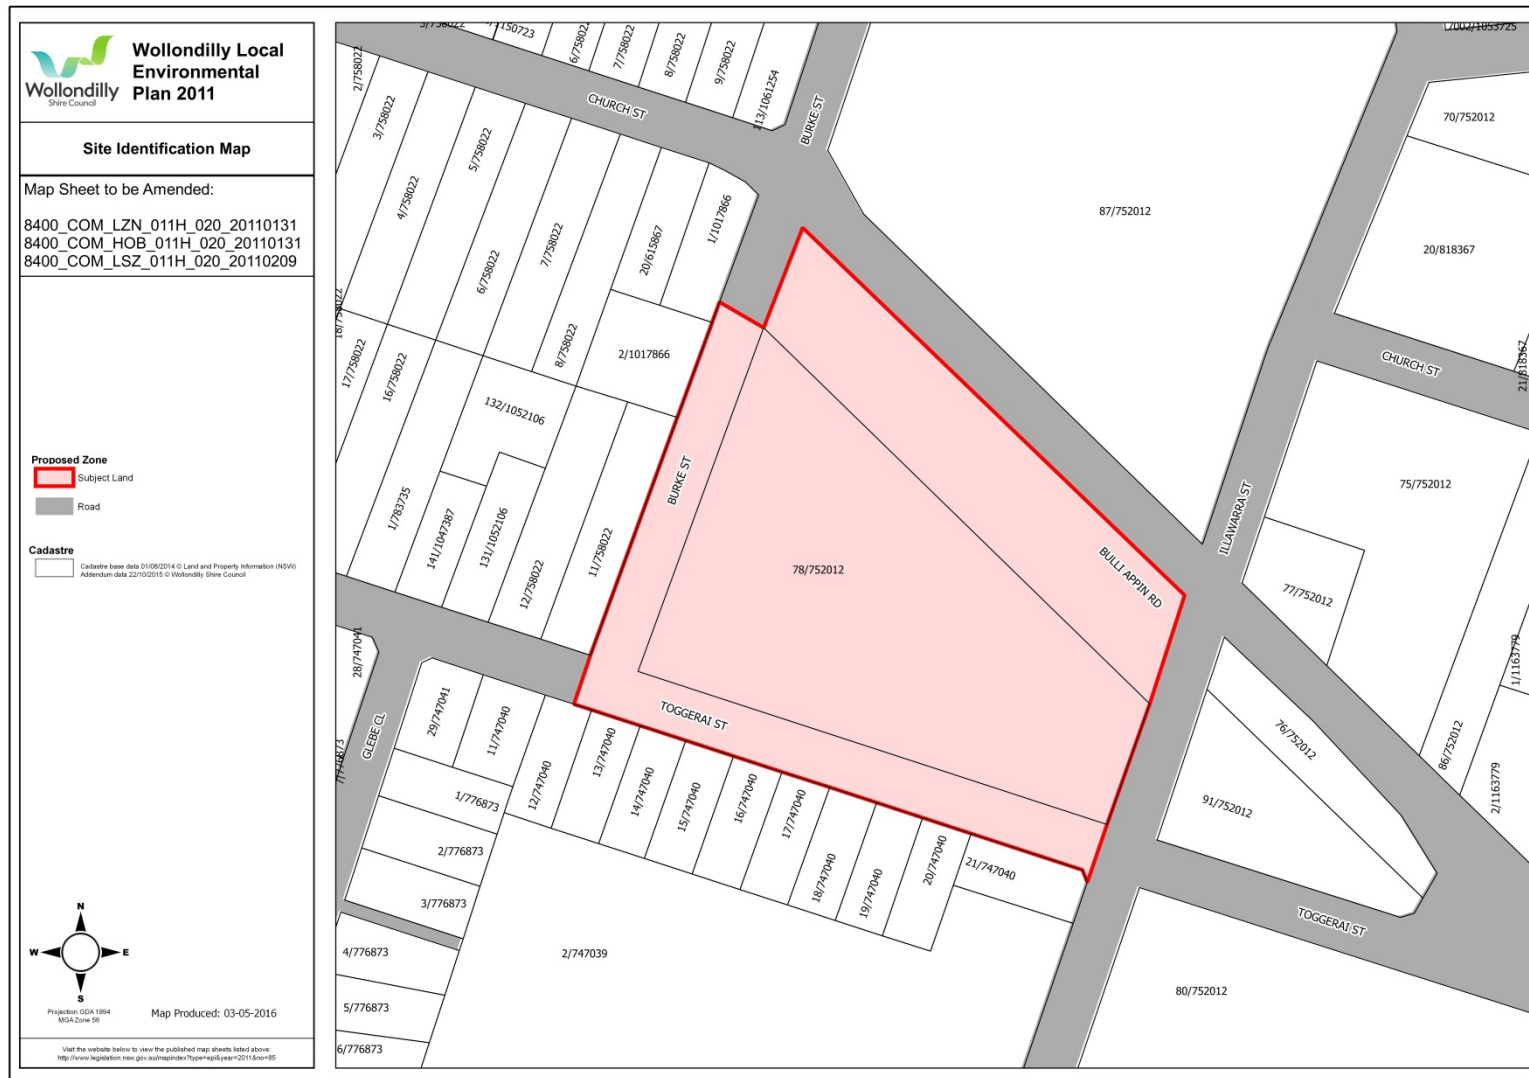 Wollondilly
Shire Council
Wollondilly Local
Environmental
Plan 2011
Site Identification Map
Map Sheet to be Amended:
8400_COM_LZN_011H_020_20110131
8400_COM_HOB_011H_020_20110131
8400_COM_LSZ_011H_020_20110209
Proposed Zone
Subject Land
Road
Cadastre
Cadastre base data 01/08/2014 © Land and Property Information (NSW)
Addendum data 22/10/2015 © Wollondilly Shire Council
N
W
E
S
Projection GDA 1994
MGA Zone 56
Map Produced: 03-05-2016
Visit the website below to view the published map sheets listed above:
http://www.legislation.nsw.gov.au/mapindex?type=epi&year=2011&no=85
6/758022
7/758022
8/758022
9/758022
113/1061254
7002/1053725
2/758022
3/758022
4/758022
5/758022
6/758022
7/758022
8/758022
CHURCH ST
BURKE ST
20/615867
1/1017866
2/1017866
87/752012
70/752012
20/818367
21/818367
CHURCH ST
18/758022
17/758022
16/758022
132/1052106
1/783735
141/1047387
131/1052106
12/758022
11/758022
BURKE ST
78/752012
BULLI APPIN RD
ILLAWARRA ST
75/752012
77/752012
1/1163779
86/752012
2/1163779
76/752012
91/752012
TOGGERAI ST
80/752012
28/747041
GLEBE CL
7/776873
29/747041
11/747040
12/747040
13/747040
14/747040
15/747040
16/747040
17/747040
18/747040
19/747040
20/747040
21/747040
TOGGERAI ST
1/776873
2/776873
3/776873
4/776873
5/776873
6/776873
2/747039